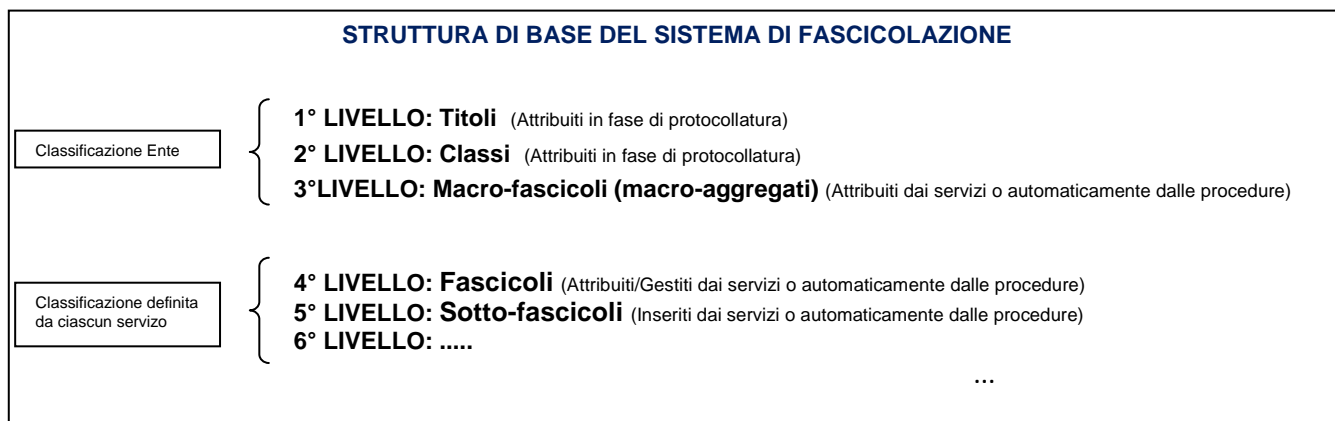 STRUTTURA DI BASE DEL SISTEMA DI FASCICOLAZIONE
Classificazione Ente
1° LIVELLO: Titoli (Attribuiti in fase di protocollatura)
2° LIVELLO: Classi (Attribuiti in fase di protocollatura)
3°LIVELLO: Macro-fascicoli (macro-aggregati) (Attribuiti dai servizi o automaticamente dalle procedure)
Classificazione definita
da ciascun servizo
4° LIVELLO: Fascicoli (Attribuiti/Gestiti dai servizi o automaticamente dalle procedure)
5° LIVELLO: Sotto-fascicoli (Inseriti dai servizi o automaticamente dalle procedure)
6° LIVELLO: .....
...